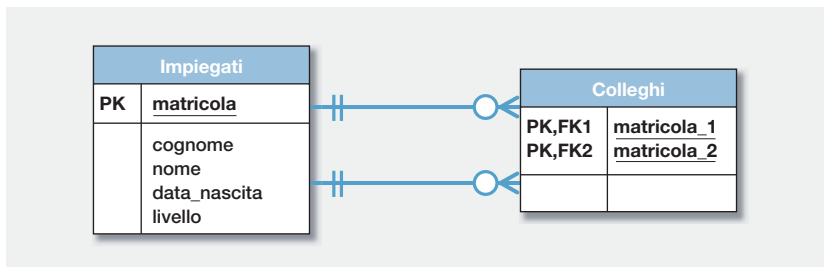 Impiegati
PK matricola
cognome
nome
data_nascita
livello
Colleghi
PK,FK1 matricola_1
PK,FK2 matricola_2